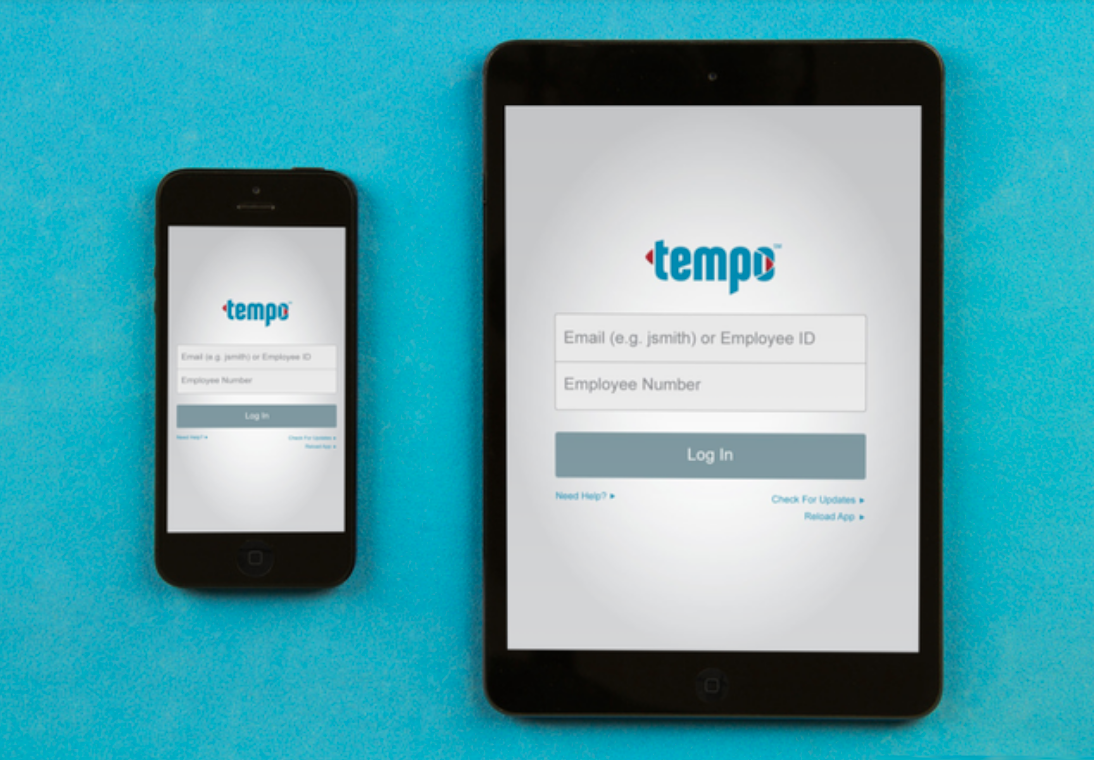 tempo™
Email (e.g. jsmith) or Employee ID
Employee Number
Log In
Need Help? ▸
Check For Updates ▸
Reload App ▸
tempo™
Email (e.g. jsmith) or Employee ID
Employee Number
Log In
Need Help? ▸
Check For Updates ▸
Reload App ▸